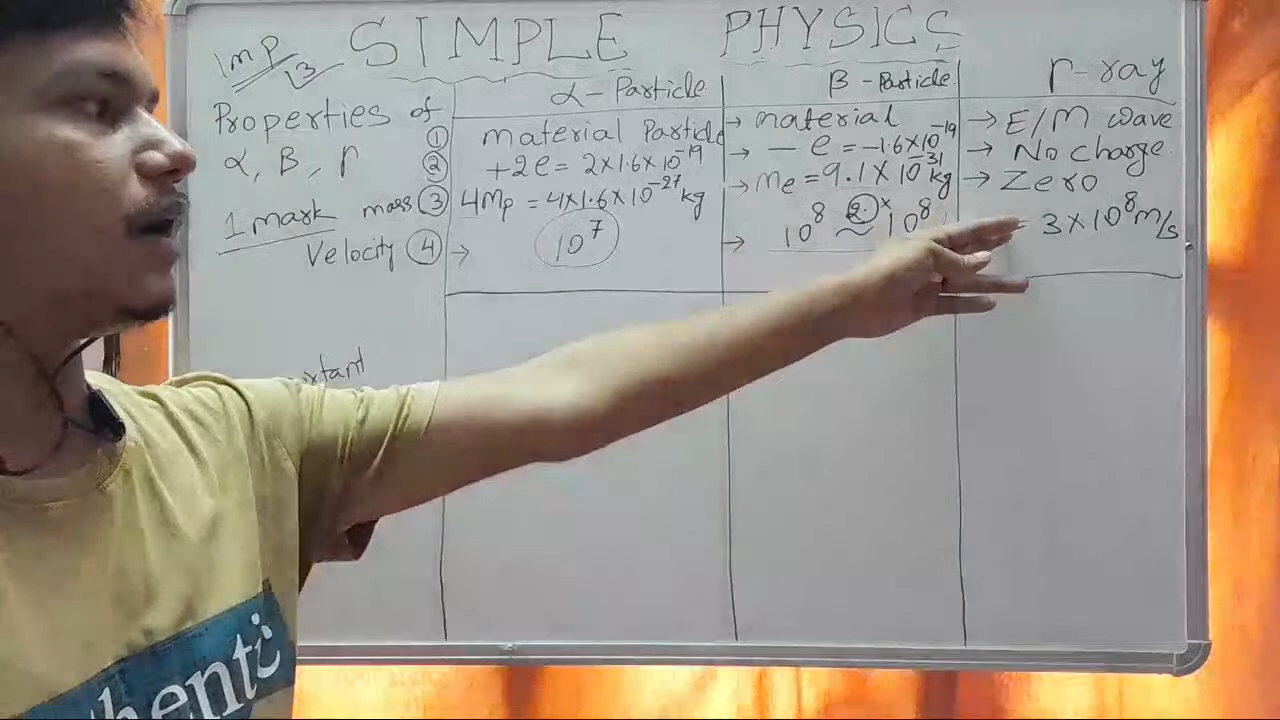 SIMPLE PHYSICS
Imp
α-Particle β-Particle r-ray
Properties of
α, B, r
1 mark
① material Particle → material → E/M wave
② +2e = 2×1.6×10⁻¹⁹ → -e = -1.6×10⁻¹⁹ → No charge
mass ③ 4Mp = 4×1.6×10⁻²⁷ kg → me = 9.1×10⁻³¹ kg → Zero
Velocity ④ → 10⁷ → 10⁸ ~ × 10⁸ = 3×10⁸ m/s